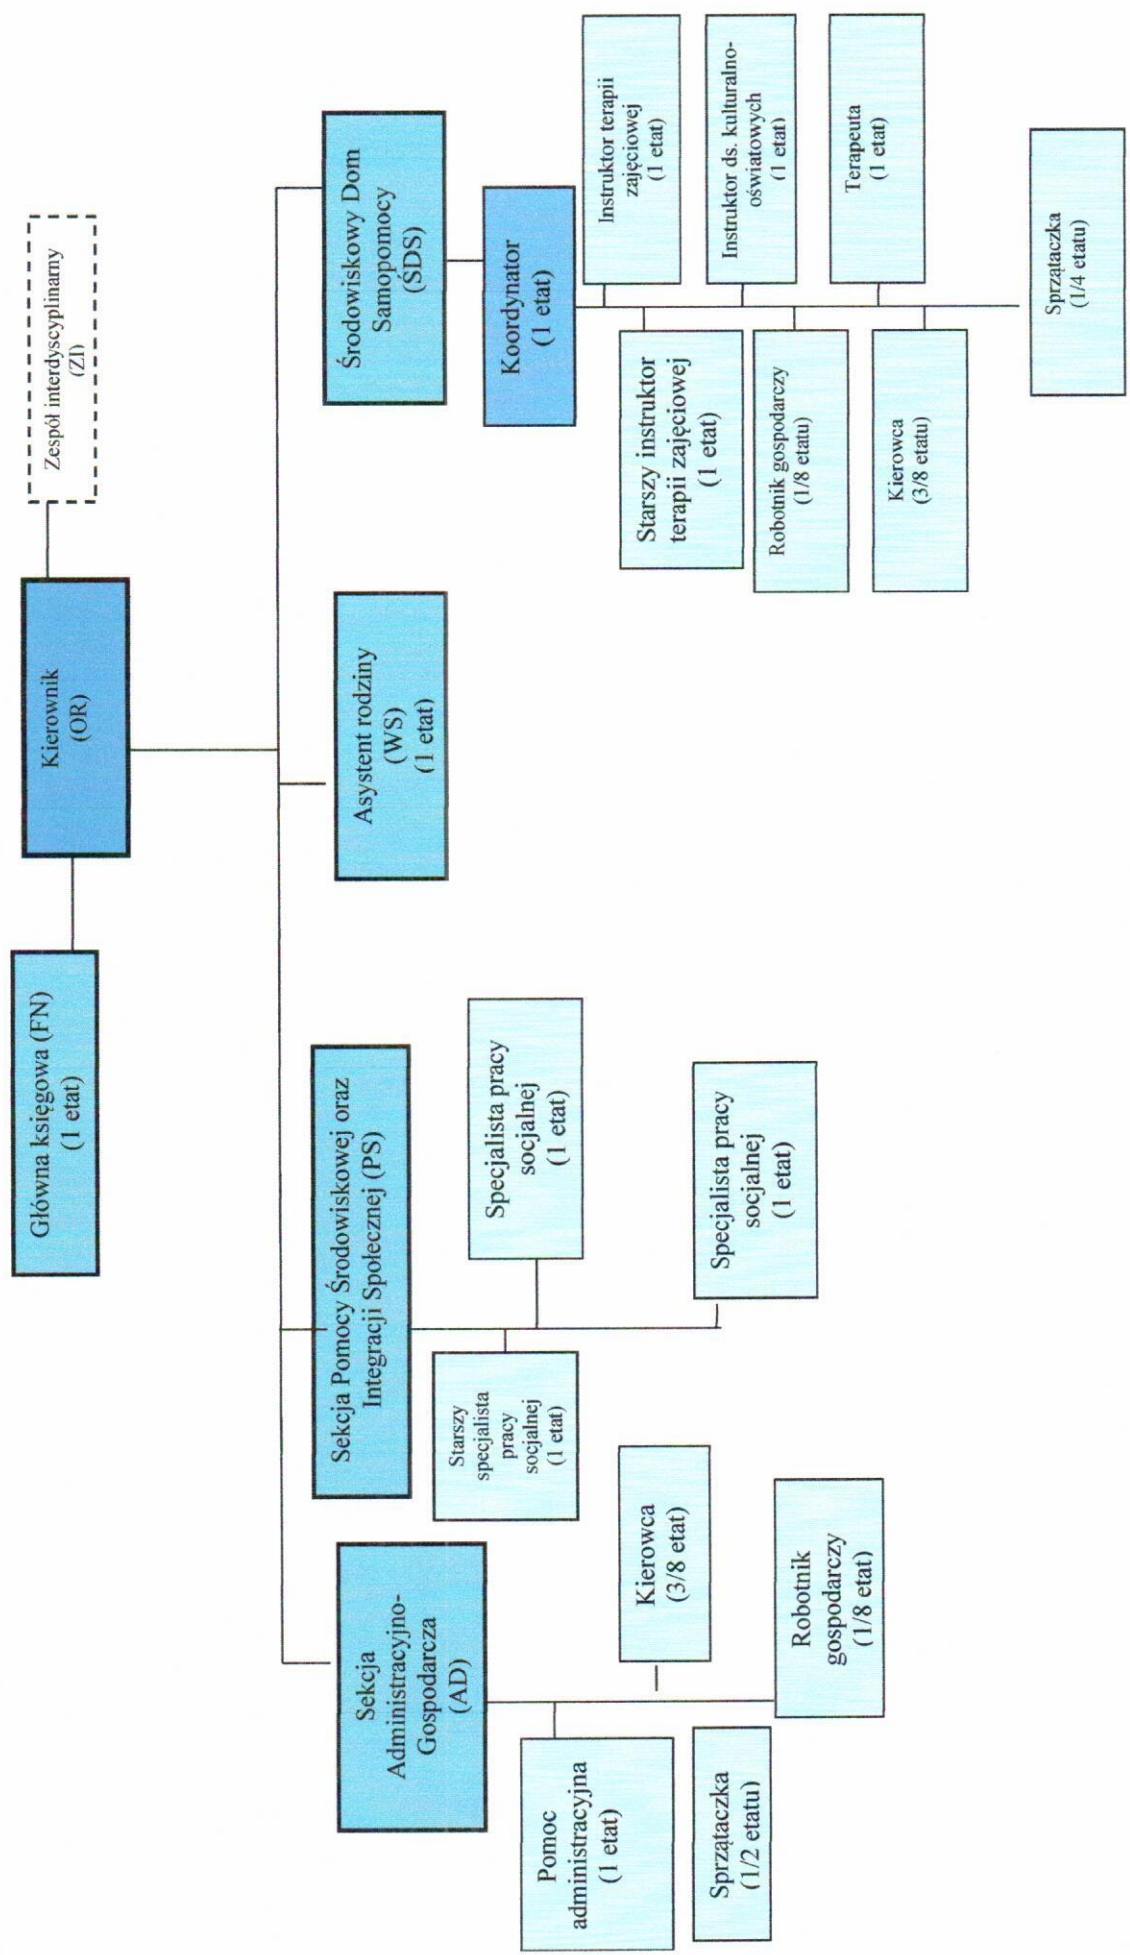 Główna księgowa (FN)
(1 etat)
Kierownik
(OR)
Zespół interdyscyplinarny
(ZI)
Sekcja
Administracyjno-
Gospodarcza
(AD)
Pomoc
administracyjna
(1 etat)
Kierowca
(3/8 etat)
Sprzątaczka
(1/2 etatu)
Robotnik
gospodarczy
(1/8 etat)
Sekcja Pomocy Środowiskowej oraz
Integracji Społecznej (PS)
Starszy
specjalista
pracy
socjalnej
(1 etat)
Specjalista pracy
socjalnej
(1 etat)
Specjalista pracy
socjalnej
(1 etat)
Asystent rodziny
(WS)
(1 etat)
Środowiskowy Dom
Samopomocy
(ŚDS)
Koordynator
(1 etat)
Instruktor terapii
zajęciowej
(1 etat)
Starszy instruktor
terapii zajęciowej
(1 etat)
Instruktor ds. kulturalno-
oświatowych
(1 etat)
Robotnik gospodarczy
(1/8 etatu)
Terapeuta
(1 etat)
Kierowca
(3/8 etatu)
Sprzątaczka
(1/4 etatu)